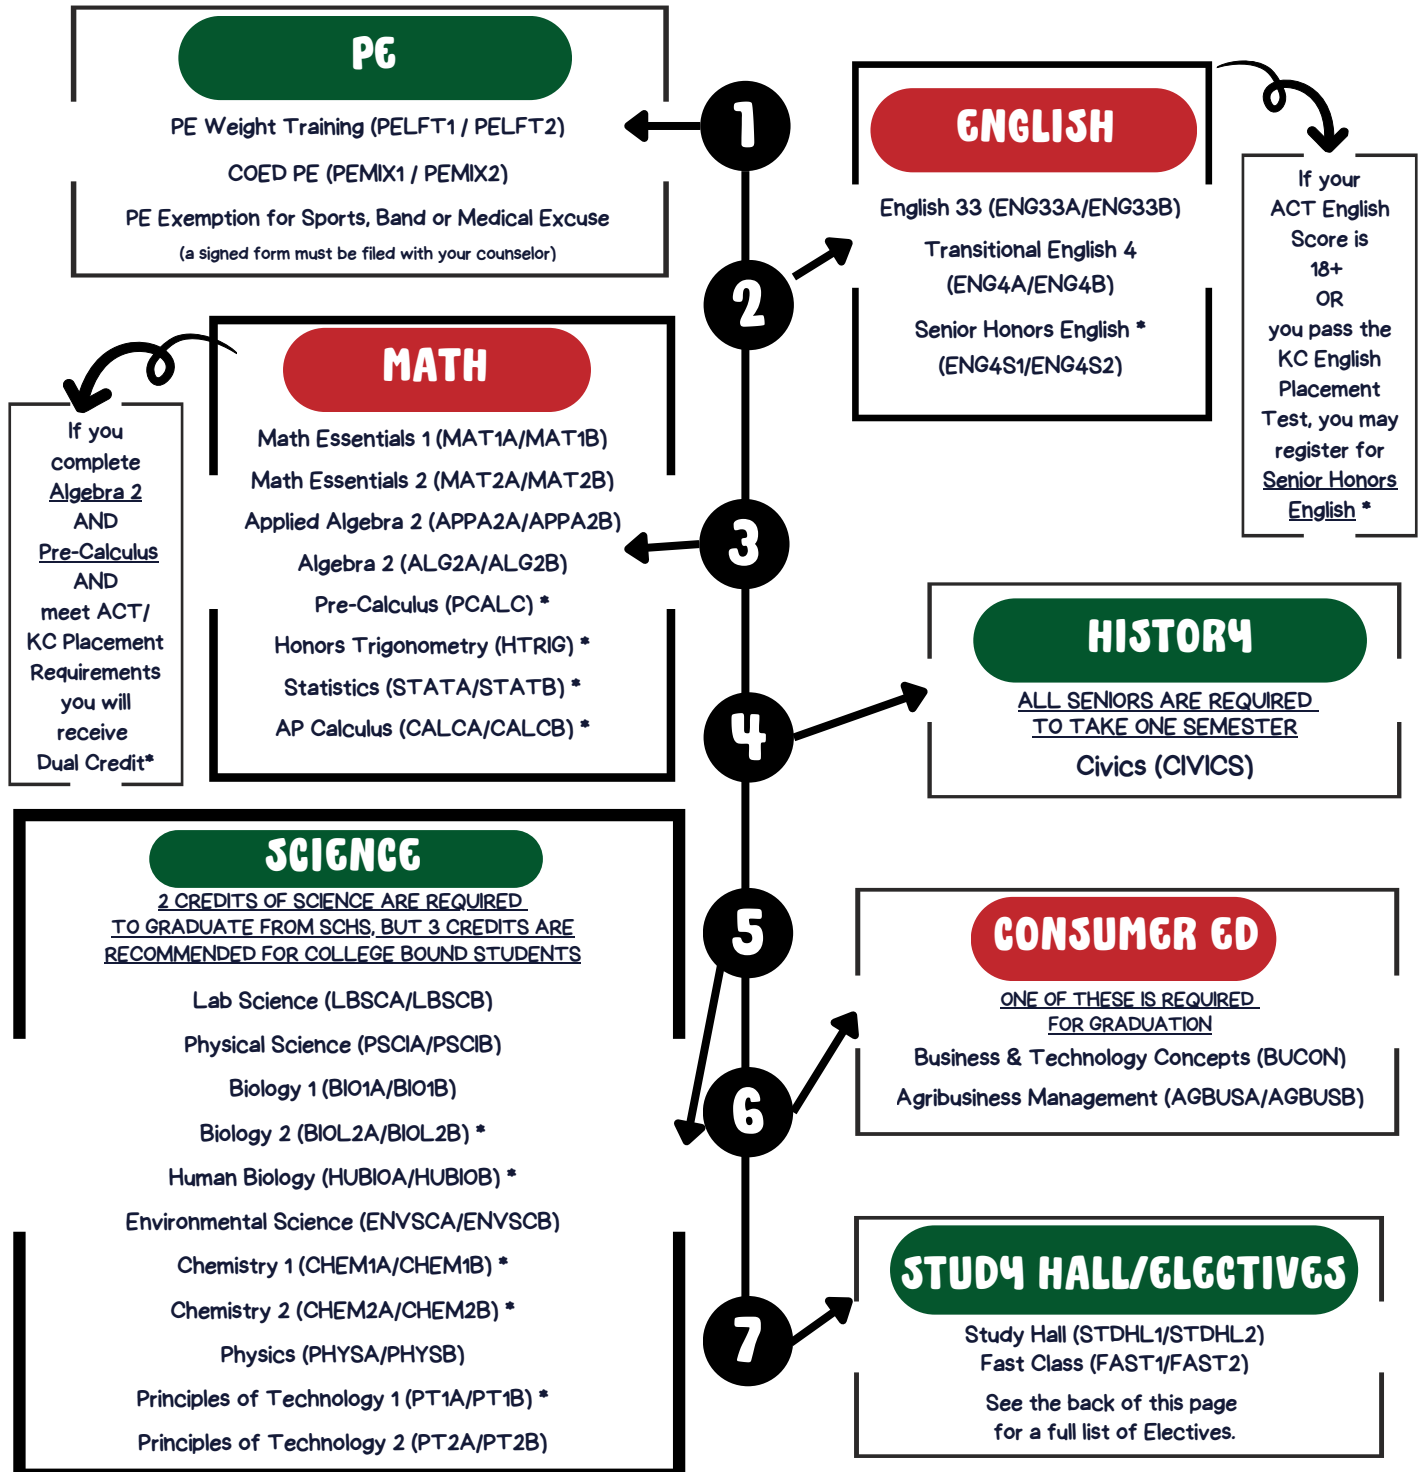 PE
PE Weight Training (PELFT1 / PELFT2)
COED PE (PEMIX1 / PEMIX2)
PE Exemption for Sports, Band or Medical Excuse
(a signed form must be filed with your counselor)
1
2
ENGLISH
English 33 (ENG33A/ENG33B)
Transitional English 4
(ENG4A/ENG4B)
Senior Honors English *
(ENG4S1/ENG4S2)
If your
ACT English
Score is
18+
OR
you pass the
KC English
Placement
Test, you may
register for
Senior Honors
English *
3
MATH
Math Essentials 1 (MAT1A/MAT1B)
Math Essentials 2 (MAT2A/MAT2B)
Applied Algebra 2 (APPA2A/APPA2B)
Algebra 2 (ALG2A/ALG2B)
Pre-Calculus (PCALC) *
Honors Trigonometry (HTRIG) *
Statistics (STATA/STATB) *
AP Calculus (CALCA/CALCB) *
If you
complete
Algebra 2
AND
Pre-Calculus
AND
meet ACT/
KC Placement
Requirements
you will
receive
Dual Credit*
4
HISTORY
ALL SENIORS ARE REQUIRED
TO TAKE ONE SEMESTER
Civics (CIVICS)
5
SCIENCE
2 CREDITS OF SCIENCE ARE REQUIRED
TO GRADUATE FROM SCHS, BUT 3 CREDITS ARE
RECOMMENDED FOR COLLEGE BOUND STUDENTS
Lab Science (LBSCA/LBSCB)
Physical Science (PSCIA/PSCIB)
Biology 1 (BIO1A/BIO1B)
Biology 2 (BIOL2A/BIOL2B) *
Human Biology (HUBIOA/HUBIOB) *
Environmental Science (ENVSCA/ENVSCB)
Chemistry 1 (CHEM1A/CHEM1B) *
Chemistry 2 (CHEM2A/CHEM2B) *
Physics (PHYSA/PHYSB)
Principles of Technology 1 (PT1A/PT1B) *
Principles of Technology 2 (PT2A/PT2B)
6
CONSUMER ED
ONE OF THESE IS REQUIRED
FOR GRADUATION
Business & Technology Concepts (BUCON)
Agribusiness Management (AGBUSA/AGBUSB)
7
STUDY HALL/ELECTIVES
Study Hall (STDHL1/STDHL2)
Fast Class (FAST1/FAST2)
See the back of this page
for a full list of Electives.